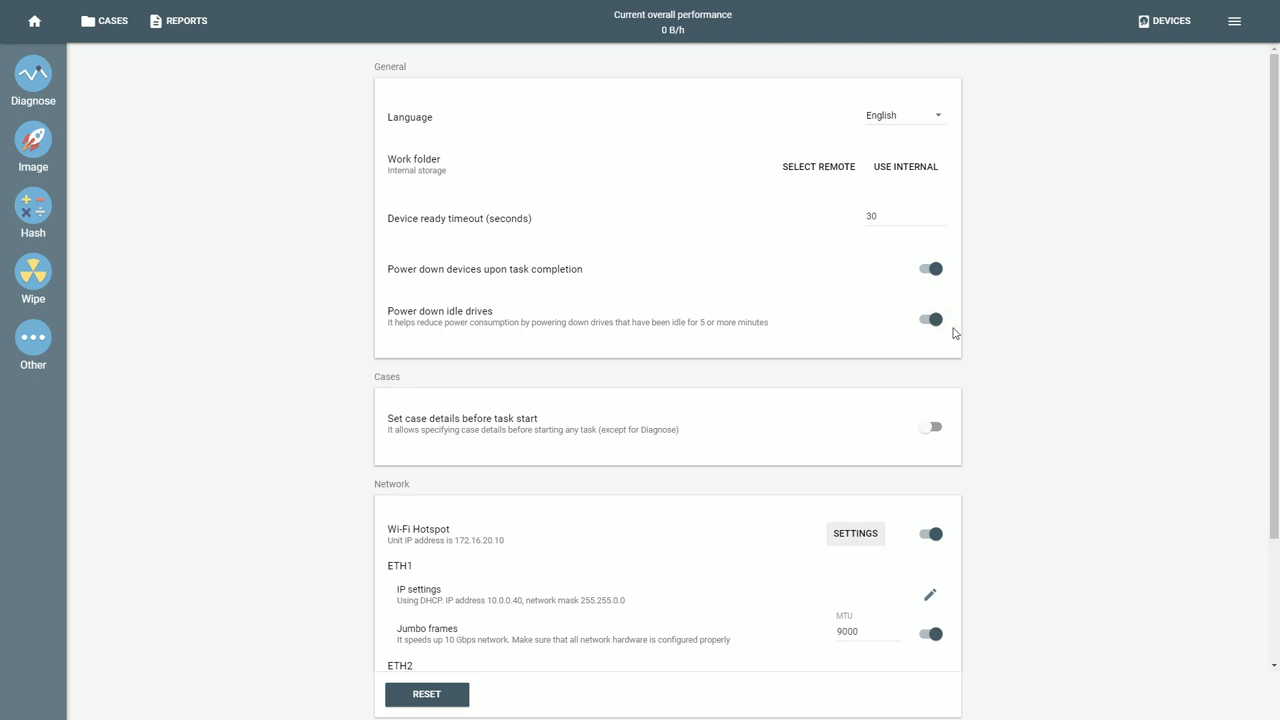 CASES
REPORTS
Current overall performance
0 B/h
DEVICES
Diagnose
Image
Hash
Wipe
Other
General
Language
English
Work folder
Internal storage
SELECT REMOTE
USE INTERNAL
Device ready timeout (seconds)
30
Power down devices upon task completion
Power down idle drives
It helps reduce power consumption by powering down drives that have been idle for 5 or more minutes
Cases
Set case details before task start
It allows specifying case details before starting any task (except for Diagnose)
Network
Wi-Fi Hotspot
Unit IP address is 172.16.20.10
SETTINGS
ETH1
IP settings
Using DHCP. IP address 10.0.0.40, network mask 255.255.0.0
MTU
Jumbo frames
9000
It speeds up 10 Gbps network. Make sure that all network hardware is configured properly
ETH2
RESET